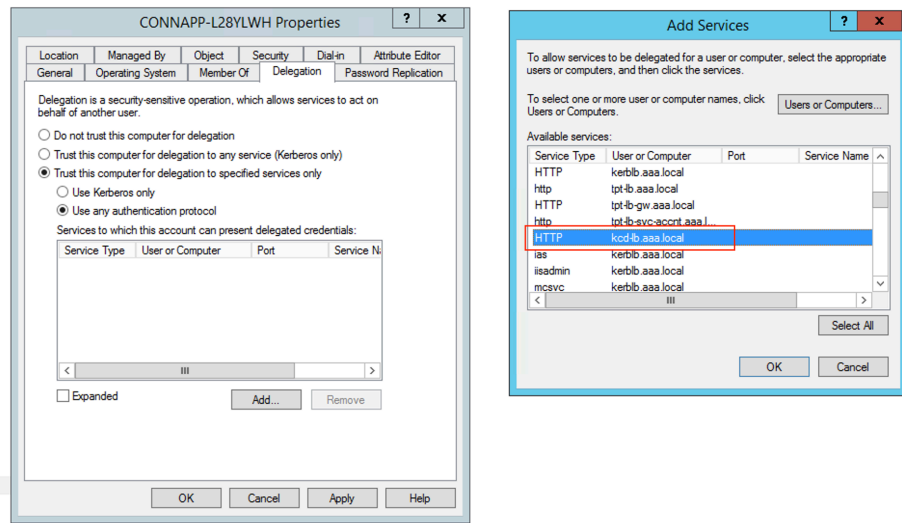 CONNAPP-L28YLWH Properties
?
x
Location Managed By Object Security Dial-in Attribute Editor
General Operating System Member Of Delegation Password Replication
Delegation is a security-sensitive operation, which allows services to act on
behalf of another user.
Do not trust this computer for delegation
Trust this computer for delegation to any service (Kerberos only)
Trust this computer for delegation to specified services only
Use Kerberos only
Use any authentication protocol
Services to which this account can present delegated credentials:
Service Type User or Computer Port Service Na
Expanded
Add...
Remove
OK
Cancel
Apply
Help
Add Services
?
x
To allow services to be delegated for a user or computer, select the appropriate
users or computers, and then click the services.
To select one or more user or computer names, click
Users or Computers.
Users or Computers...
Available services:
Service Type User or Computer Port Service Name
HTTP kerblb.aaa.local
http tpt-lb.aaa.local
HTTP tpt-lb-gw.aaa.local
http tpt-lb-svc-accnt.aaa.l...
HTTP kcd-lb.aaa.local
ias kerblb.aaa.local
iisadmin kerblb.aaa.local
mcsvc kerblb.aaa.local
Select All
OK
Cancel